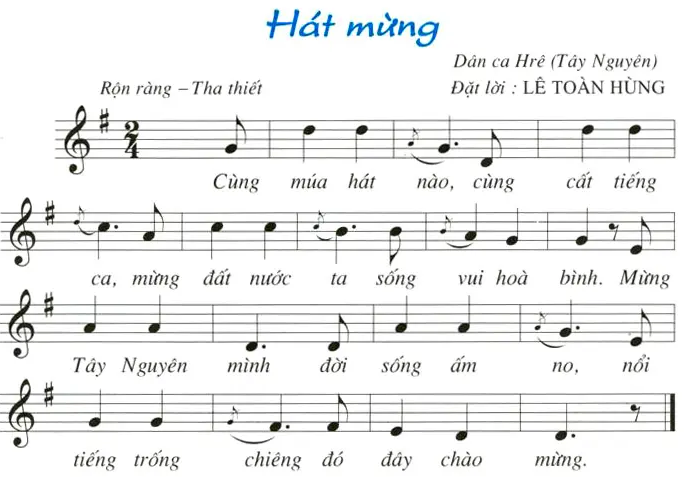 Hát mừng
Dân ca Hrê (Tây Nguyên)
Rộn ràng – Tha thiết
Đặt lời : LÊ TOÀN HÙNG
2
4
Cùng múa hát nào, cùng cất tiếng
ca, mừng đất nước ta sống vui hoà bình. Mừng
Tây Nguyên mình đời sống ấm no, nổi
tiếng trống chiêng đó đây chào mừng.